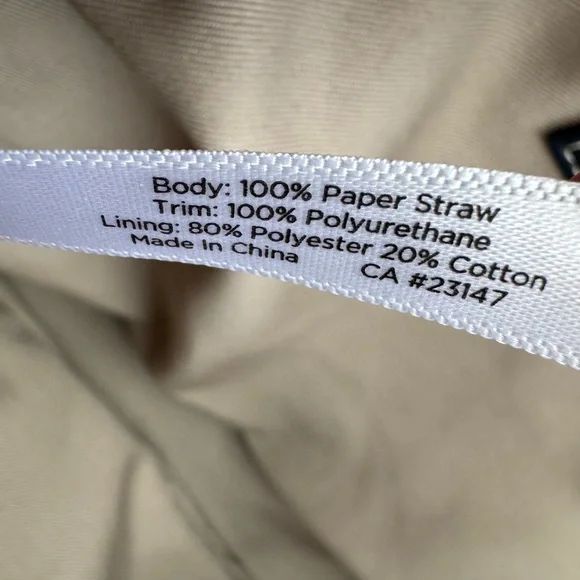 Body: 100% Paper Straw
Trim: 100% Polyurethane
Lining: 80% Polyester 20% Cotton
Made In China CA #23147